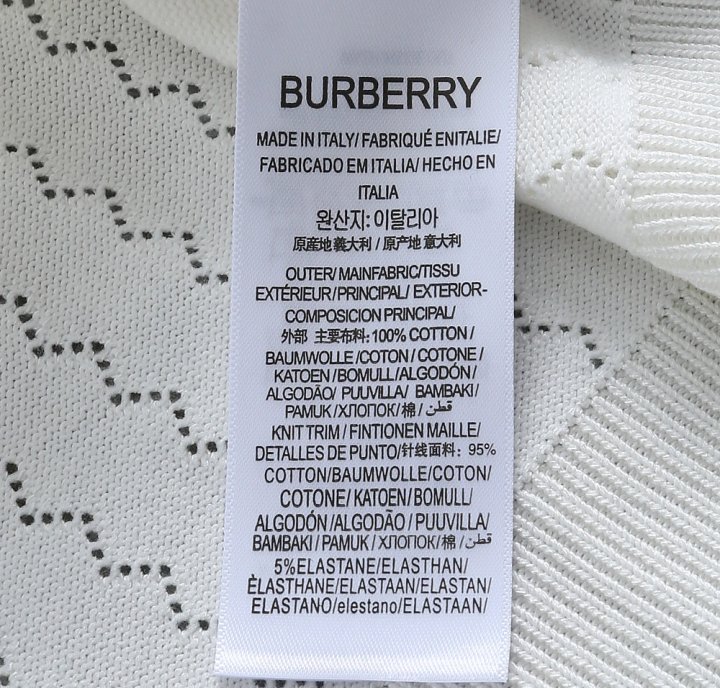 BURBERRY
MADE IN ITALY/ FABRIQUÉ ENITALIE/
FABRICADO EM ITALIA/ HECHO EN
ITALIA
완산지: 이탈리아
原産地義大利 / 原产地 意大利
OUTER/ MAINFABRIC/TISSU
EXTÉRIEUR/PRINCIPAL/ EXTERIOR-
COMPOSICION PRINCIPAL/
外部 主要布料: 100% COTTON /
BAUMWOLLE /COTON / COTONE /
KATOEN /BOMULL/ALGODÓN/
ALGODÃO/ PUUVILLA/ BAMBAKI/
PAMUK /ХЛОПОК/棉/ قطن
KNIT TRIM / FINTIONEN MAILLE/
DETALLES DE PUNTO/针线面料: 95%
COTTON/BAUMWOLLE/COTON/
COTONE/ KATOEN/BOMULL/
ALGODÓN /ALGODÃO / PUUVILLA/
BAMBAKI / PAMUK / ХЛОПОК/棉/ قطن
5%ELASTANE/ELASTHAN/
ÈLASTHANE/ELASTAAN/ELASTAN/
ELASTANO/elestano/ELASTAAN/